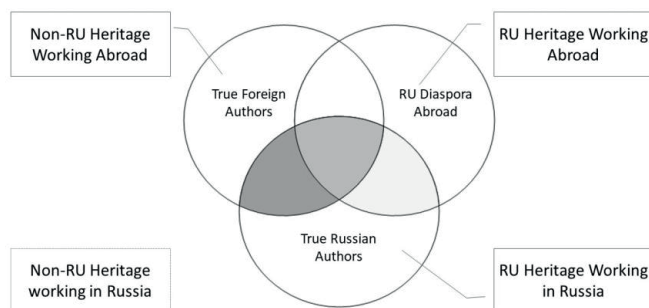 Non-RU Heritage
Working Abroad
RU Heritage Working
Abroad
True Foreign
Authors
RU Diaspora
Abroad
True Russian
Authors
Non-RU Heritage
working in Russia
RU Heritage Working
in Russia